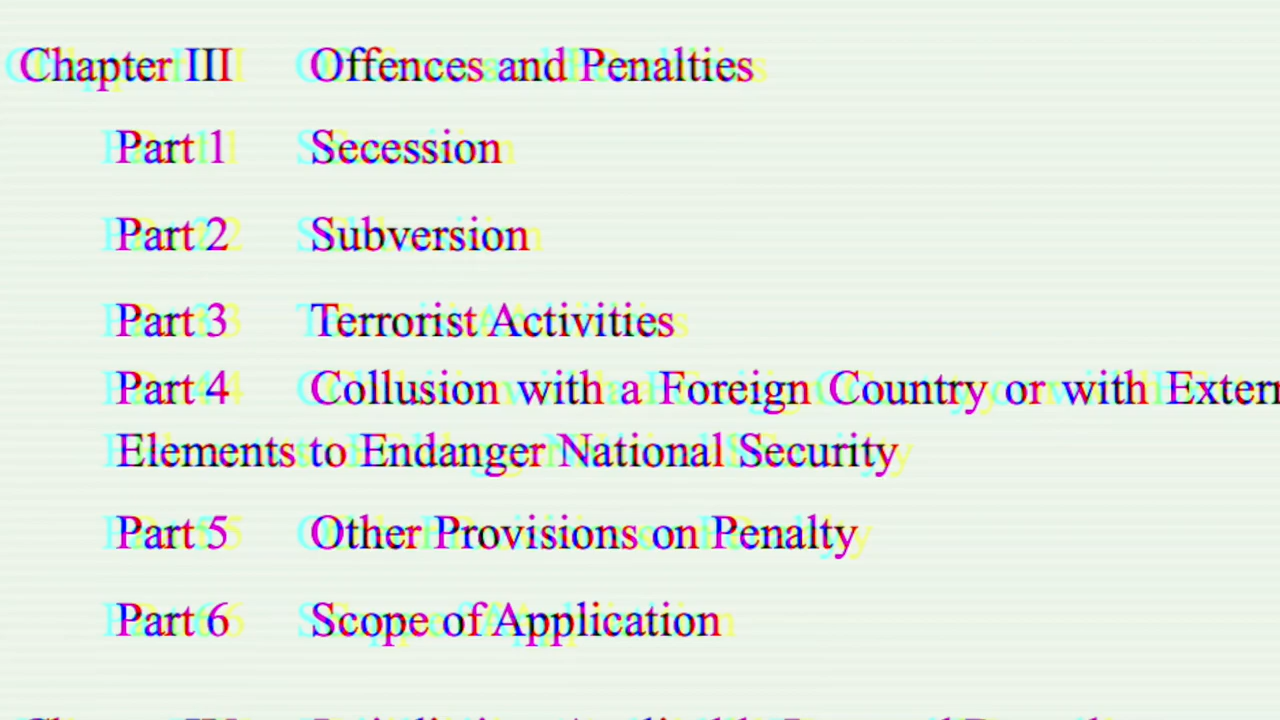 Chapter III Offences and Penalties
Part 1 Secession
Part 2 Subversion
Part 3 Terrorist Activities
Part 4 Collusion with a Foreign Country or with Extern
Elements to Endanger National Security
Part 5 Other Provisions on Penalty
Part 6 Scope of Application